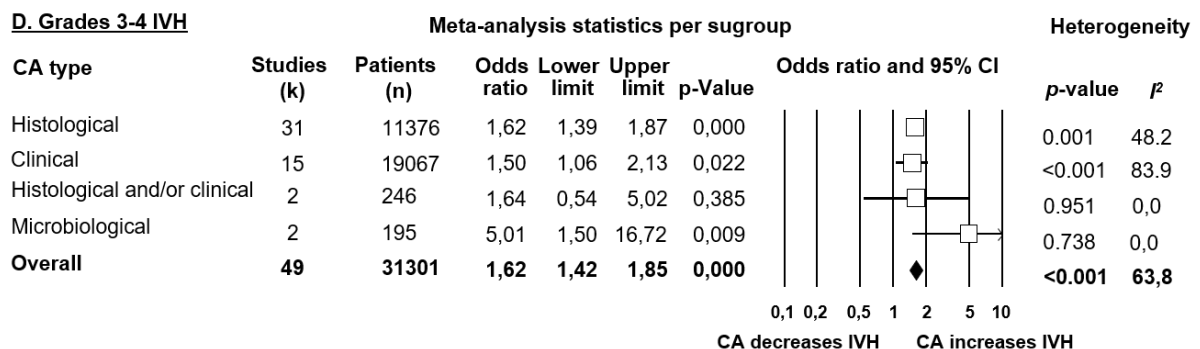 D. Grades 3-4 IVH Meta-analysis statistics per sugroup Heterogeneity
CA type Studies (k) Patients (n) Odds ratio Lower limit Upper limit p-Value Odds ratio and 95% CI p-value I²
Histological 31 11376 1,62 1,39 1,87 0,000 0.001 48.2
Clinical 15 19067 1,50 1,06 2,13 0,022 <0.001 83.9
Histological and/or clinical 2 246 1,64 0,54 5,02 0,385 0.951 0,0
Microbiological 2 195 5,01 1,50 16,72 0,009 0.738 0,0
Overall 49 31301 1,62 1,42 1,85 0,000 <0.001 63,8
0,1 0,2 0,5 1 2 5 10
CA decreases IVH CA increases IVH